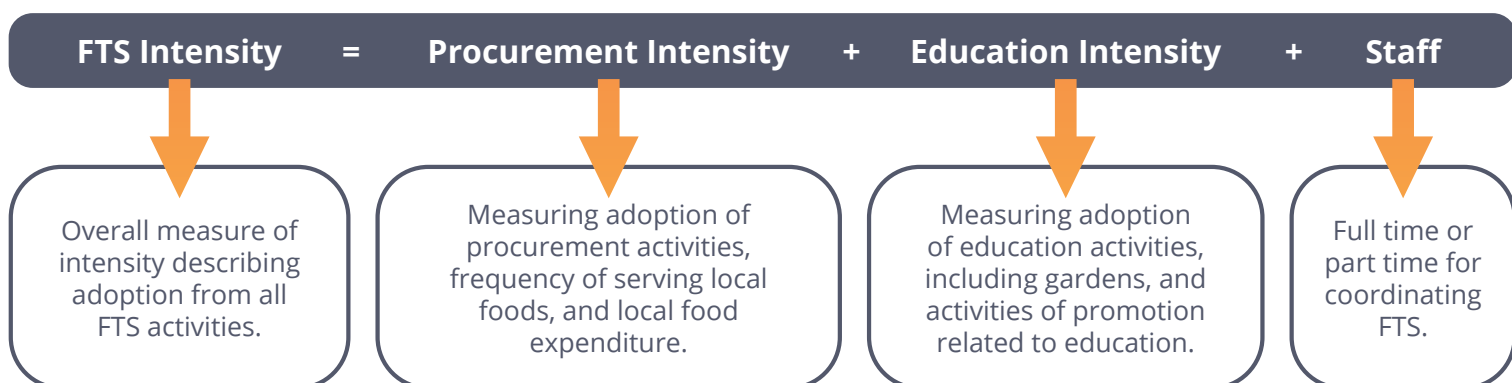 FTS Intensity = Procurement Intensity + Education Intensity + Staff
Overall measure of
intensity describing
adoption from all
FTS activities.
Measuring adoption of
procurement activities,
frequency of serving local
foods, and local food
expenditure.
Measuring adoption
of education activities,
including gardens, and
activities of promotion
related to education.
Full time or
part time for
coordinating
FTS.